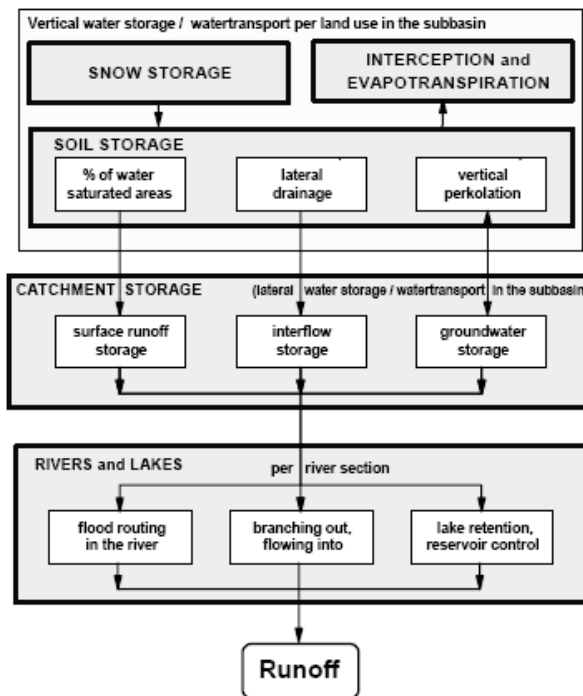 Vertical water storage / watertransport per land use in the subbasin
SNOW STORAGE
INTERCEPTION and
EVAPOTRANSPIRATION
SOIL STORAGE
% of water
saturated areas
lateral
drainage
vertical
perkolation
CATCHMENT STORAGE
(lateral water storage / watertransport in the subbasin
surface runoff
storage
interflow
storage
groundwater
storage
RIVERS and LAKES
per river section
flood routing
in the river
branching out,
flowing into
lake retention,
reservoir control
Runoff